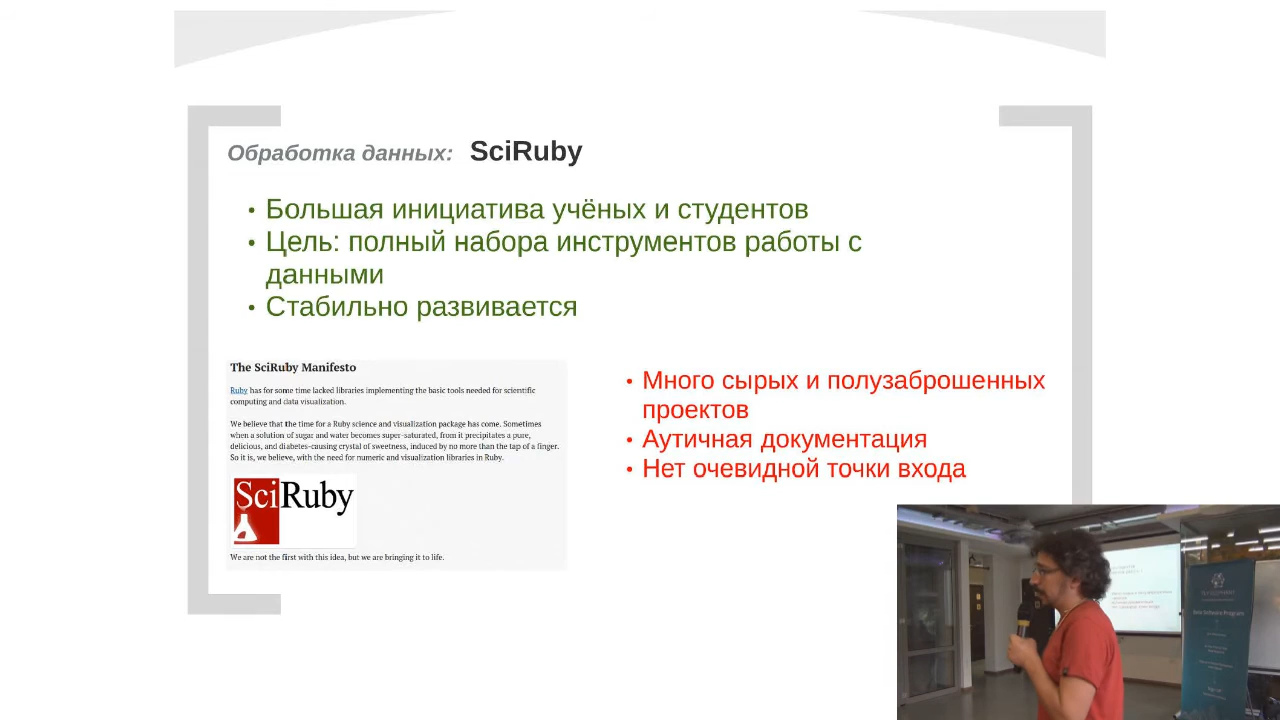 Обработка данных: SciRuby
• Большая инициатива учёных и студентов
• Цель: полный набора инструментов работы с
данными
• Стабильно развивается
The SciRuby Manifesto
Ruby has for some time lacked libraries implementing the basic tools needed for scientific
computing and data visualization.
We believe that the time for a Ruby science and visualization package has come. Sometimes
when a solution of sugar and water becomes super-saturated, from it precipitates a pure,
delicious, and diabetes-causing crystal of sweetness, induced by no more than the tap of a finger.
So it is, we believe, with the need for numeric and visualization libraries in Ruby.
SciRuby
We are not the first with this idea, but we are bringing it to life.
• Много сырых и полузаброшенных
проектов
• Аутичная документация
• Нет очевидной точки входа